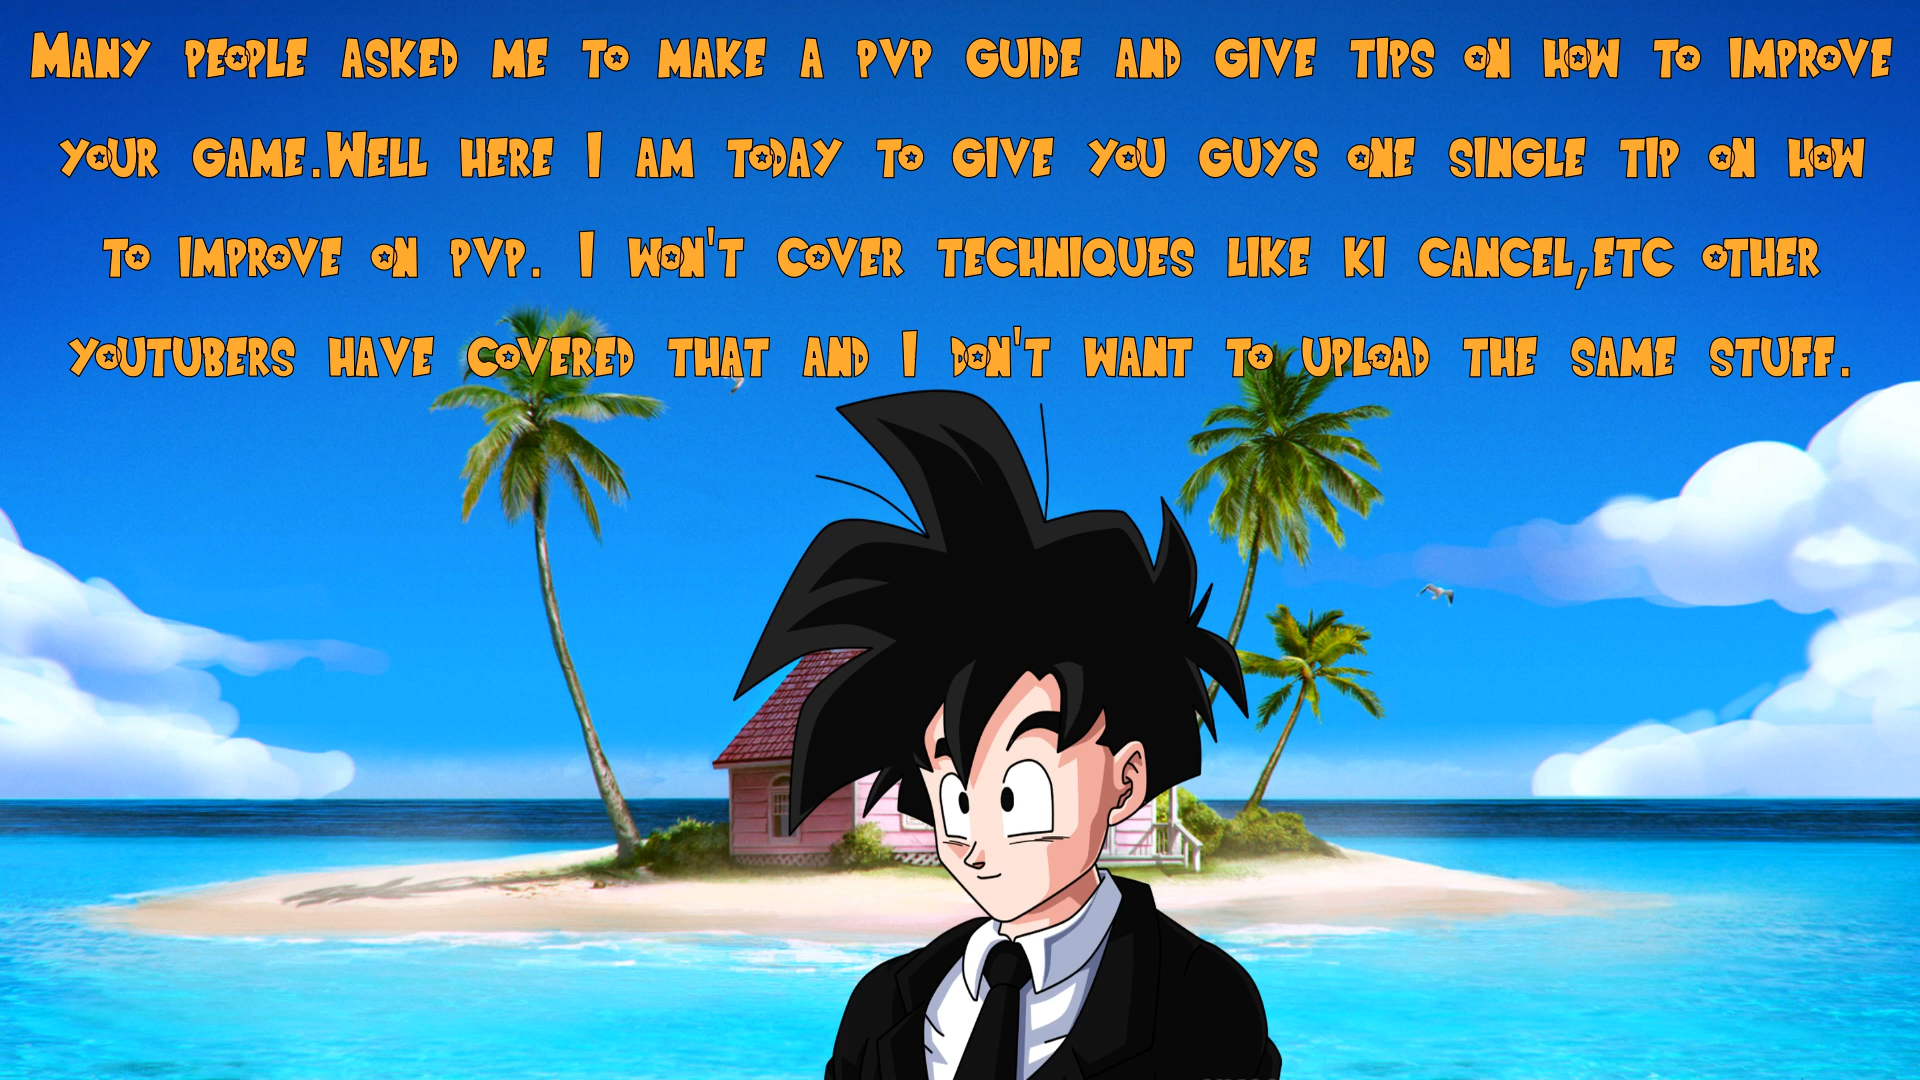 Many people asked me to make a pvp guide and give tips on how to improve
your game.Well here I am today to give you guys one single tip on how
to improve on pvp. I won't cover techniques like ki cancel,etc other
youtubers have covered that and I don't want to upload the same stuff.